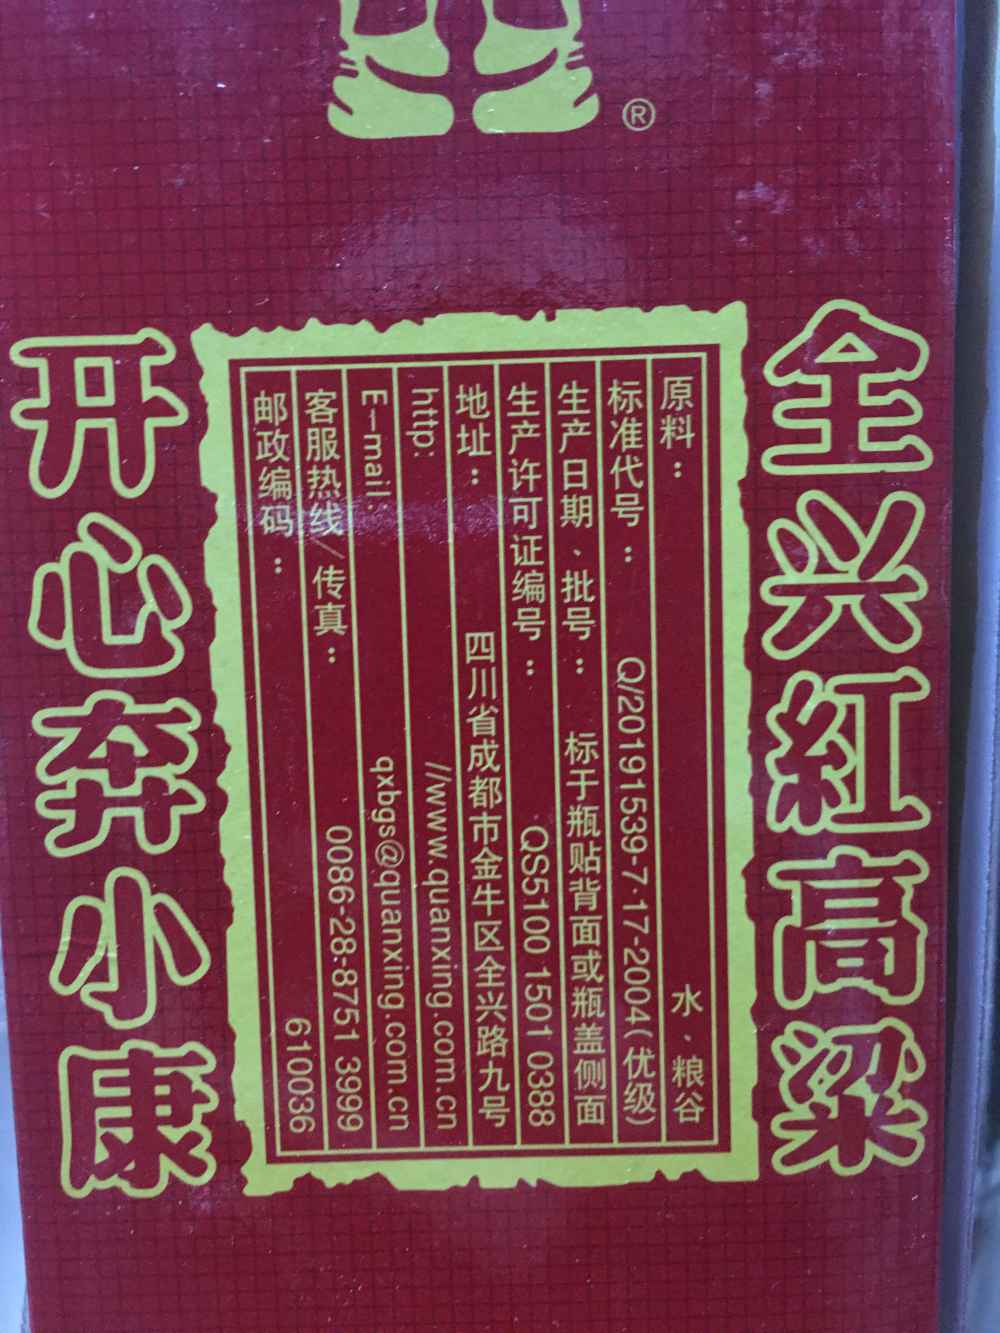 ®
全兴紅高粱
原料： 水、粮谷
标准代号： Q/20191539-7·17-2004(优级)
生产日期、批号： 标于瓶贴背面或瓶盖侧面
生产许可证编号： QS5100 1501 0388
地址： 四川省成都市金牛区全兴路九号
http: //www.quanxing.com.cn
E-mail: qxbgs@quanxing.com.cn
客服热线/传真： 0086-28-8751 3999
邮政编码： 610036
开心奔小康